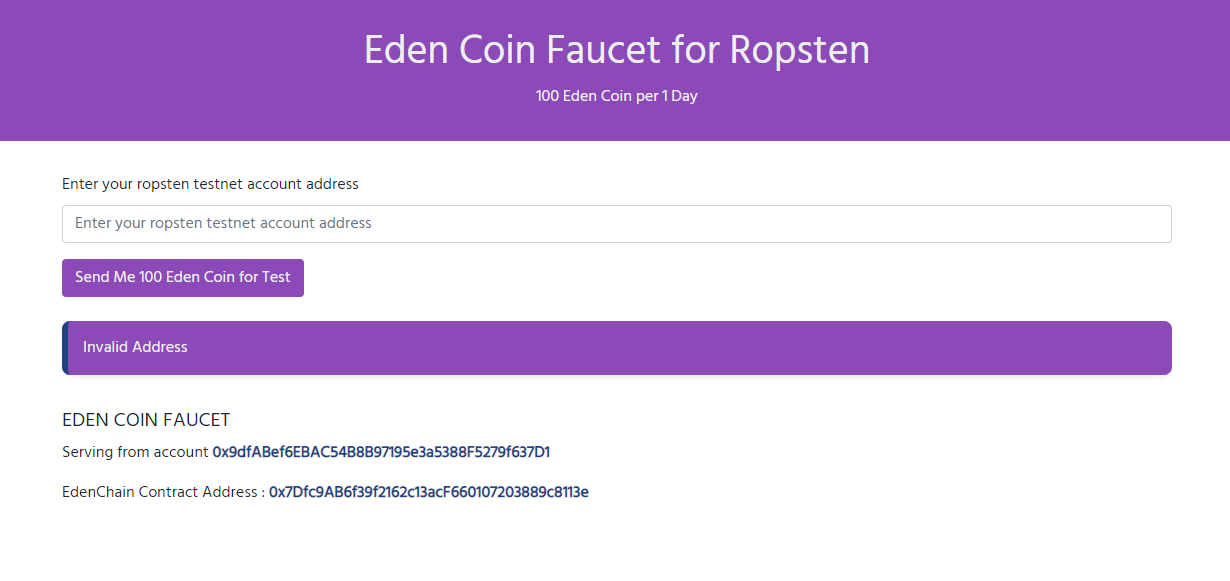 Eden Coin Faucet for Ropsten
100 Eden Coin per 1 Day
Enter your ropsten testnet account address
Enter your ropsten testnet account address
Send Me 100 Eden Coin for Test
Invalid Address
EDEN COIN FAUCET
Serving from account 0x9dfABef6EBAC54B8B97195e3a5388F5279f637D1
EdenChain Contract Address : 0x7Dfc9AB6f39f2162c13acF660107203889c8113e